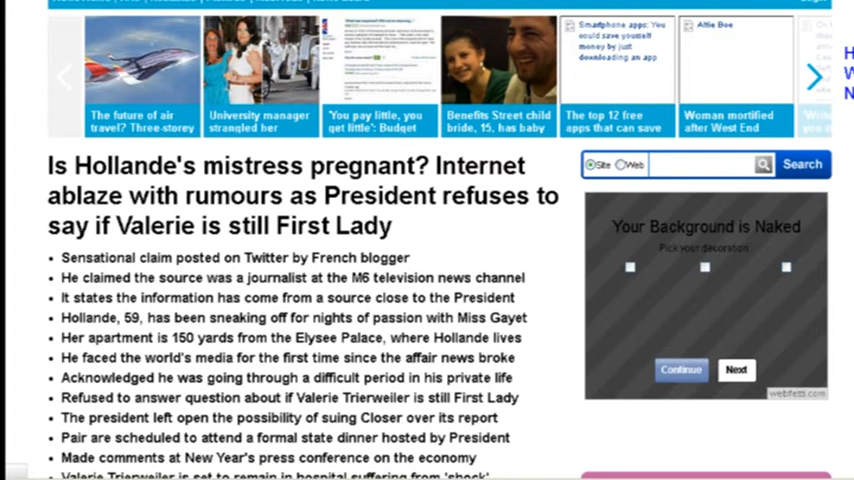 Smartphone apps: You
could save yourself
money by just
downloading an app
Altie Boe
The future of air
travel? Three-storey
University manager
strangled her
'You pay little, you
get little': Budget
Benefits Street child
bride, 15, has baby
The top 12 free
apps that can save
Woman mortified
after West End
Is Hollande's mistress pregnant? Internet
ablaze with rumours as President refuses to
say if Valerie is still First Lady
Site Web Search
• Sensational claim posted on Twitter by French blogger
• He claimed the source was a journalist at the M6 television news channel
• It states the information has come from a source close to the President
• Hollande, 59, has been sneaking off for nights of passion with Miss Gayet
• Her apartment is 150 yards from the Elysee Palace, where Hollande lives
• He faced the world's media for the first time since the affair news broke
• Acknowledged he was going through a difficult period in his private life
• Refused to answer question about if Valerie Trierweiler is still First Lady
• The president left open the possibility of suing Closer over its report
• Pair are scheduled to attend a formal state dinner hosted by President
• Made comments at New Year's press conference on the economy
• Valerie Trierweiler is set to remain in hospital suffering from 'shock'
Your Background is Naked
Pick your decoration
Continue Next
webfetti.com
H
W
N